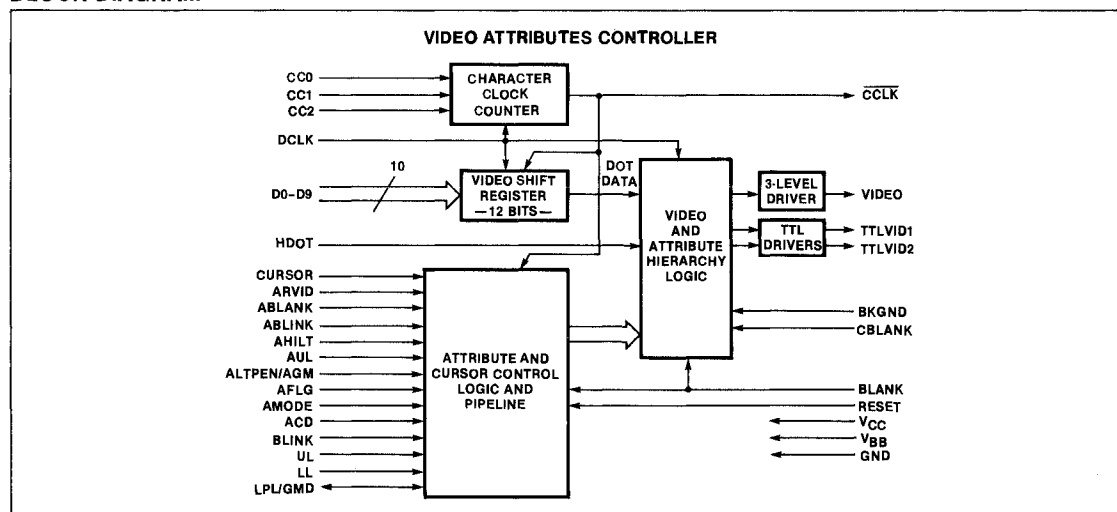 VIDEO ATTRIBUTES CONTROLLER
CC0
CC1
CC2
CHARACTER
CLOCK
COUNTER
CCLK
DCLK
D0-D9
10
VIDEO SHIFT
REGISTER
—12 BITS—
DOT
DATA
HDOT
VIDEO
AND
ATTRIBUTE
HIERARCHY
LOGIC
3-LEVEL
DRIVER
VIDEO
TTL
DRIVERS
TTLVID1
TTLVID2
CURSOR
ARVID
ABLANK
ABLINK
AHILT
AUL
ALTPEN/AGM
AFLG
AMODE
ACD
BLINK
UL
LL
LPL/GMD
ATTRIBUTE AND
CURSOR CONTROL
LOGIC AND
PIPELINE
BKGND
CBLANK
BLANK
RESET
VCC
VBB
GND